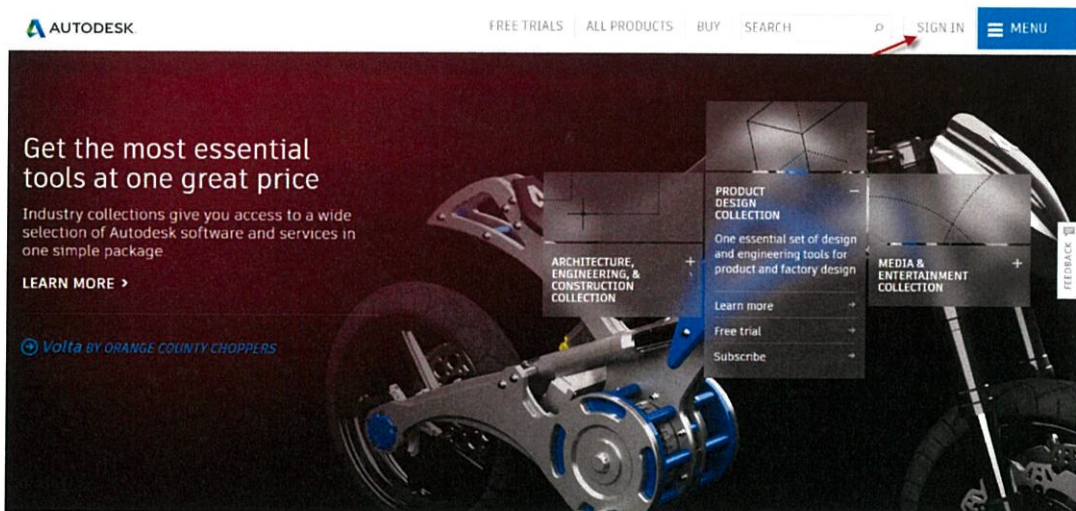 AUTODESK.
FREE TRIALS
ALL PRODUCTS
BUY
SEARCH
SIGN IN
MENU
Get the most essential
tools at one great price
Industry collections give you access to a wide
selection of Autodesk software and services in
one simple package
LEARN MORE >
Volta BY ORANGE COUNTY CHOPPERS
ARCHITECTURE,
ENGINEERING, &
CONSTRUCTION
COLLECTION
+
PRODUCT
DESIGN
COLLECTION
−
One essential set of design
and engineering tools for
product and factory design
Learn more →
Free trial →
Subscribe →
MEDIA &
ENTERTAINMENT
COLLECTION
+
FEEDBACK